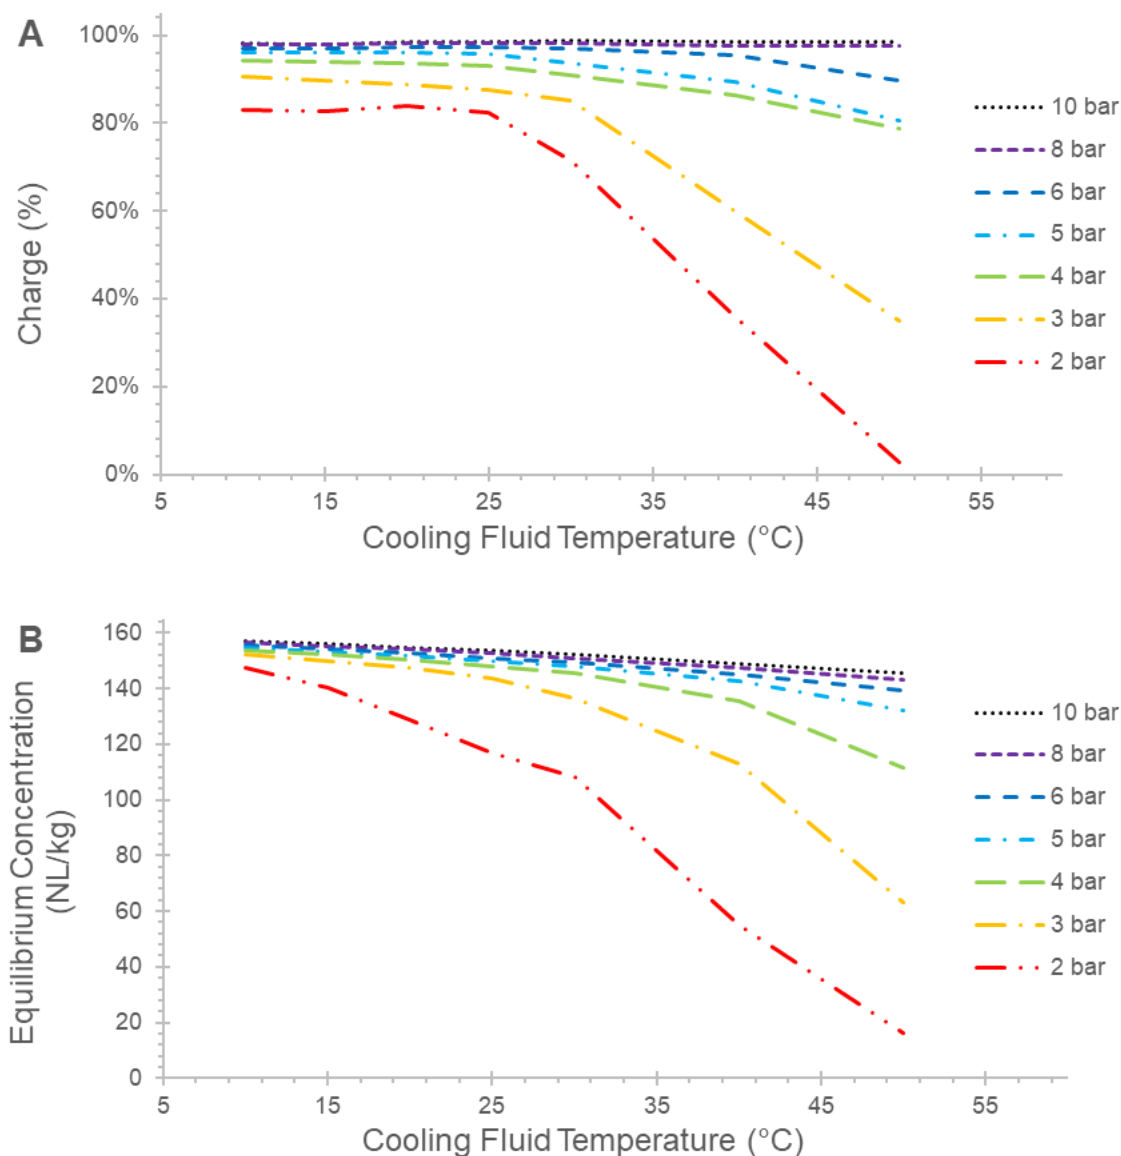 A
100%
80%
60%
40%
20%
0%
Charge (%)
5 15 25 35 45 55
Cooling Fluid Temperature (°C)
10 bar
8 bar
6 bar
5 bar
4 bar
3 bar
2 bar
B
160
140
120
100
80
60
40
20
0
Equilibrium Concentration
(NL/kg)
5 15 25 35 45 55
Cooling Fluid Temperature (°C)
10 bar
8 bar
6 bar
5 bar
4 bar
3 bar
2 bar